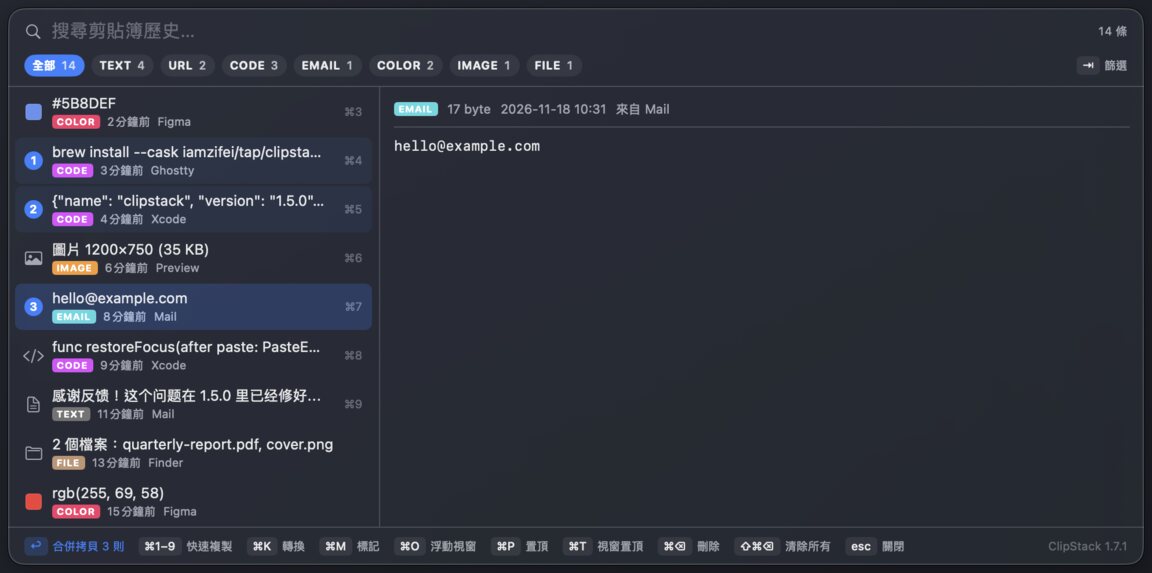 搜尋剪貼簿歷史...
14 條
全部 14 TEXT 4 URL 2 CODE 3 EMAIL 1 COLOR 2 IMAGE 1 FILE 1
⇥ 篩選
#5B8DEF
COLOR 2分鐘前 Figma
⌘3
1 brew install --cask iamzifei/tap/clipsta...
CODE 3分鐘前 Ghostty
⌘4
2 {"name": "clipstack", "version": "1.5.0"...
CODE 4分鐘前 Xcode
⌘5
圖片 1200×750 (35 KB)
IMAGE 6分鐘前 Preview
⌘6
3 hello@example.com
EMAIL 8分鐘前 Mail
⌘7
</> func restoreFocus(after paste: PasteE...
CODE 9分鐘前 Xcode
⌘8
感谢反馈！这个问题在 1.5.0 里已经修好...
TEXT 11分鐘前 Mail
⌘9
2 個檔案：quarterly-report.pdf, cover.png
FILE 13分鐘前 Finder
rgb(255, 69, 58)
COLOR 15分鐘前 Figma
EMAIL 17 byte 2026-11-18 10:31 來自 Mail
hello@example.com
↩ 合併拷貝 3 則 ⌘1–9 快速複製 ⌘K 轉換 ⌘M 標記 ⌘O 浮動視窗 ⌘P 置頂 ⌘T 視窗置頂 ⌘⌫ 刪除 ⇧⌘⌫ 清除所有 esc 關閉
ClipStack 1.7.1